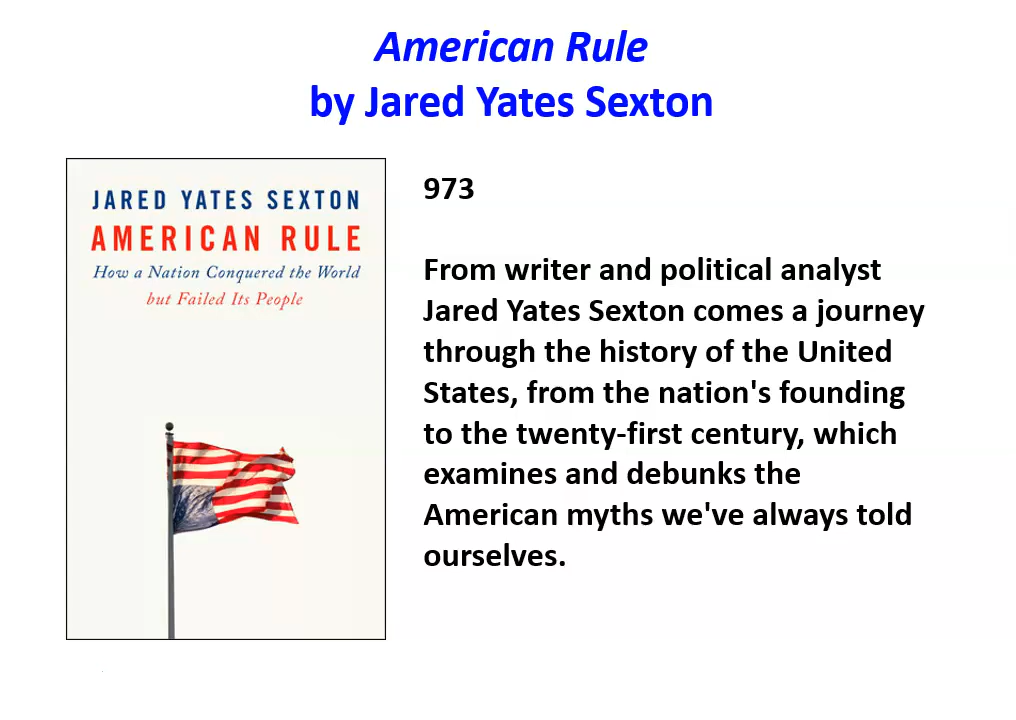 American Rule
by Jared Yates Sexton
JARED YATES SEXTON
AMERICAN RULE
How a Nation Conquered the World
but Failed Its People
973
From writer and political analyst
Jared Yates Sexton comes a journey
through the history of the United
States, from the nation's founding
to the twenty-first century, which
examines and debunks the
American myths we've always told
ourselves.